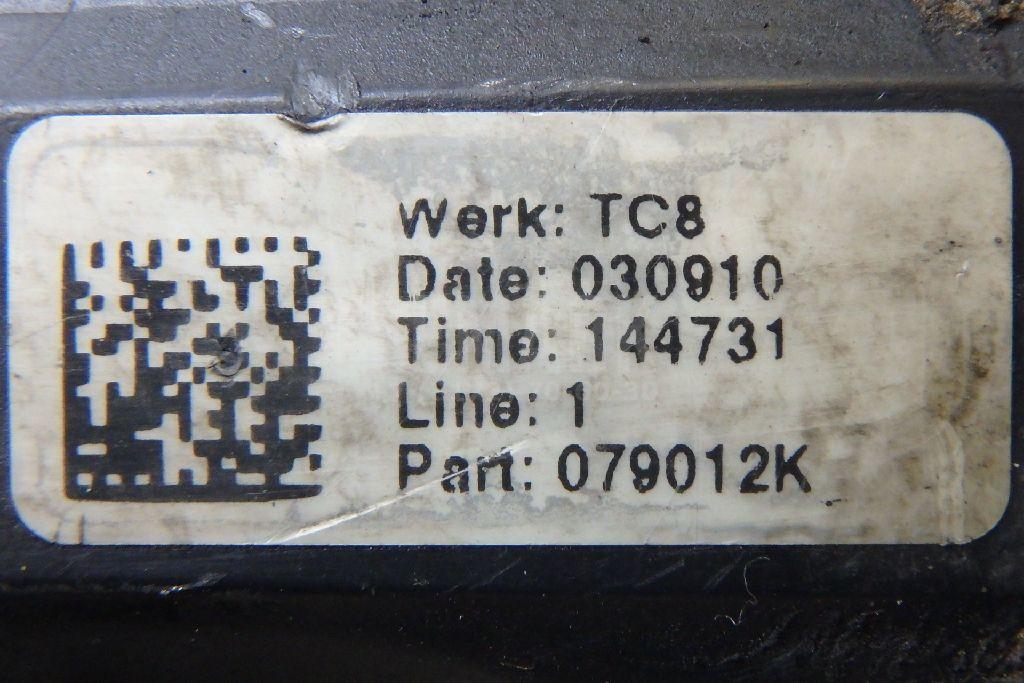 Werk: TC8
Date: 030910
Time: 144731
Line: 1
Part: 079012K